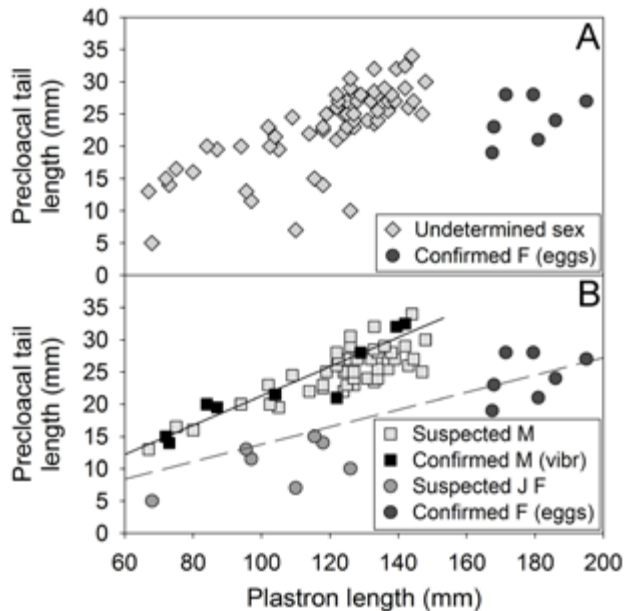 A
Precloacal tail
length (mm)
40
35
30
25
20
15
10
5
0
Undetermined sex
Confirmed F (eggs)
B
Precloacal tail
length (mm)
35
30
25
20
15
10
5
0
Suspected M
Confirmed M (vibr)
Suspected J F
Confirmed F (eggs)
60 80 100 120 140 160 180 200
Plastron length (mm)